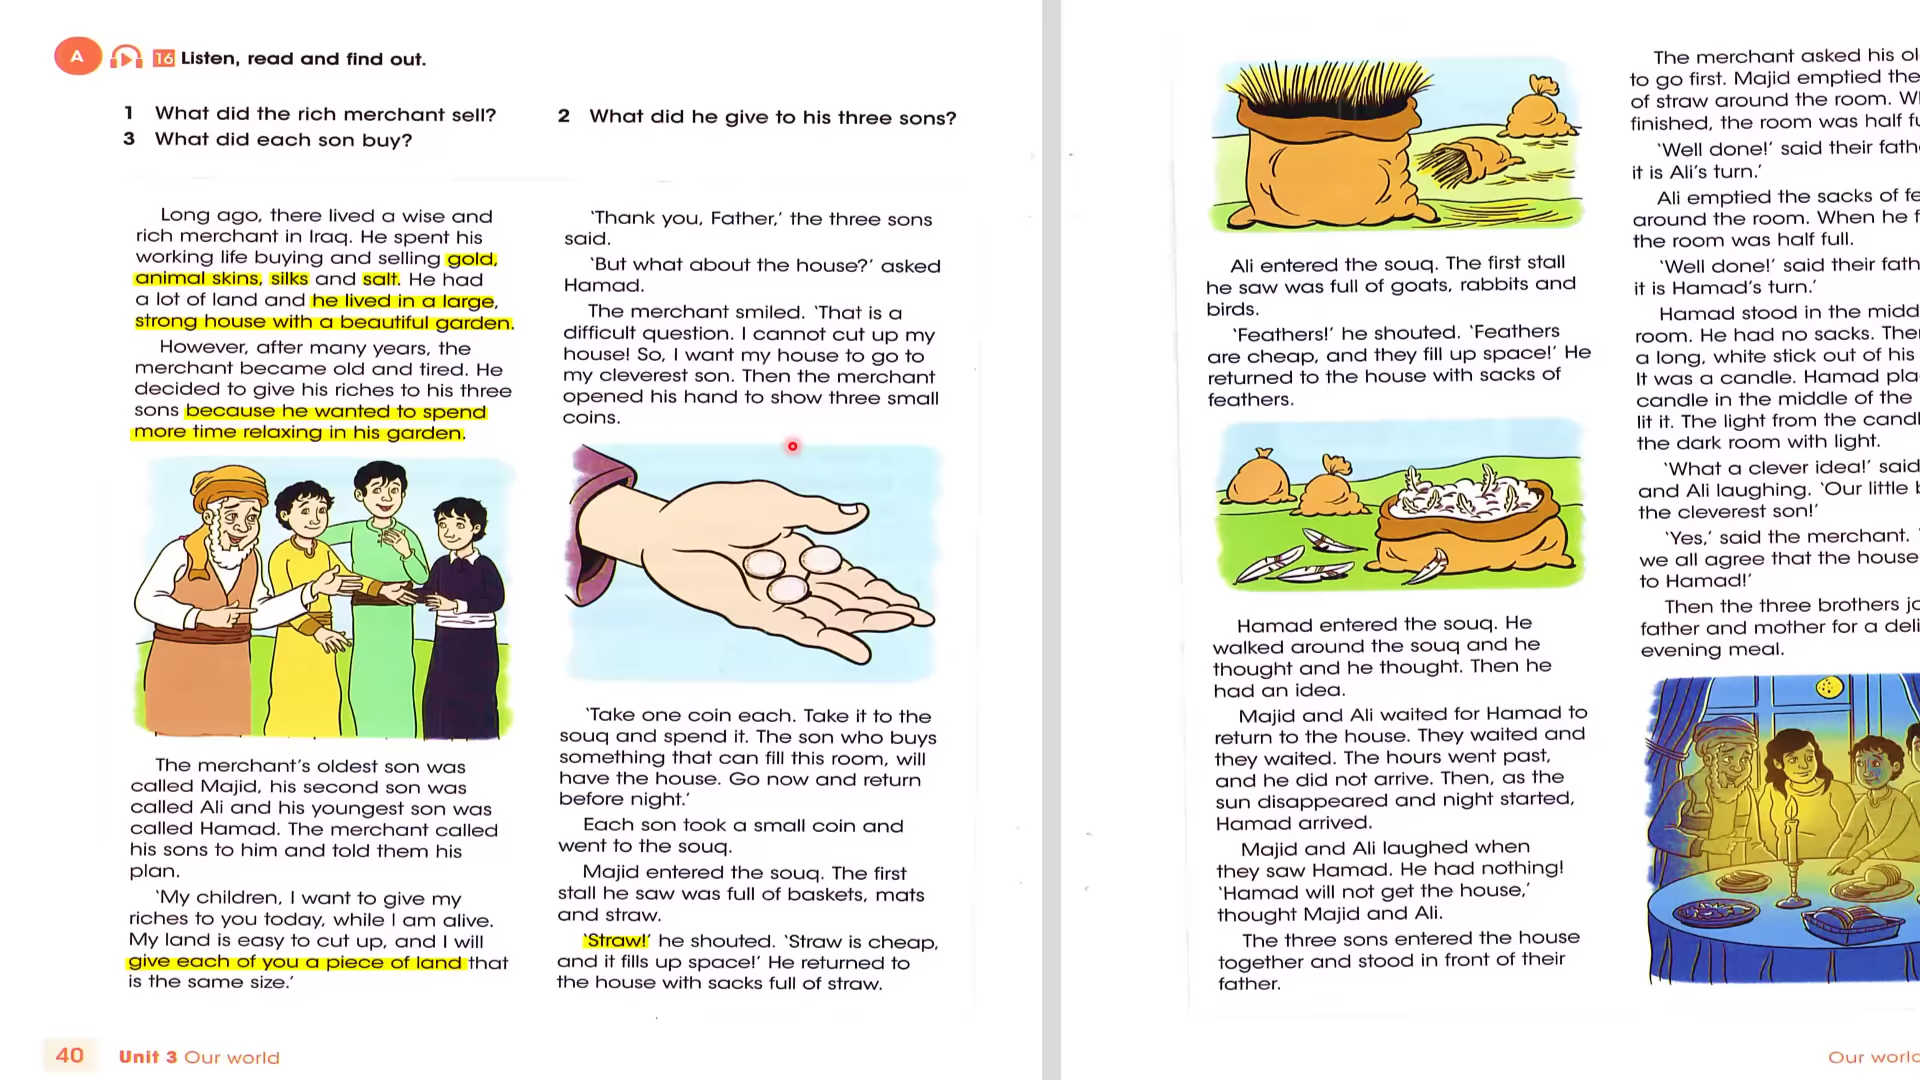 A 16 Listen, read and find out.
1 What did the rich merchant sell?
2 What did he give to his three sons?
3 What did each son buy?
Long ago, there lived a wise and
rich merchant in Iraq. He spent his
working life buying and selling gold,
animal skins, silks and salt. He had
a lot of land and he lived in a large,
strong house with a beautiful garden.
However, after many years, the
merchant became old and tired. He
decided to give his riches to his three
sons because he wanted to spend
more time relaxing in his garden.
The merchant's oldest son was
called Majid, his second son was
called Ali and his youngest son was
called Hamad. The merchant called
his sons to him and told them his
plan.
'My children, I want to give my
riches to you today, while I am alive.
My land is easy to cut up, and I will
give each of you a piece of land that
is the same size.'
'Thank you, Father,' the three sons
said.
'But what about the house?' asked
Hamad.
The merchant smiled. 'That is a
difficult question. I cannot cut up my
house! So, I want my house to go to
my cleverest son. Then the merchant
opened his hand to show three small
coins.
'Take one coin each. Take it to the
souq and spend it. The son who buys
something that can fill this room, will
have the house. Go now and return
before night.'
Each son took a small coin and
went to the souq.
Majid entered the souq. The first
stall he saw was full of baskets, mats
and straw.
'Straw!' he shouted. 'Straw is cheap,
and it fills up space!' He returned to
the house with sacks full of straw.
40 Unit 3 Our world
Ali entered the souq. The first stall
he saw was full of goats, rabbits and
birds.
'Feathers!' he shouted. 'Feathers
are cheap, and they fill up space!' He
returned to the house with sacks of
feathers.
Hamad entered the souq. He
walked around the souq and he
thought and he thought. Then he
had an idea.
Majid and Ali waited for Hamad to
return to the house. They waited and
they waited. The hours went past,
and he did not arrive. Then, as the
sun disappeared and night started,
Hamad arrived.
Majid and Ali laughed when
they saw Hamad. He had nothing!
'Hamad will not get the house,'
thought Majid and Ali.
The three sons entered the house
together and stood in front of their
father.
The merchant asked his
to go first. Majid emptied the
of straw around the room.
finished, the room was half
'Well done!' said their
it is Ali's turn.'
Ali emptied the sacks of
around the room. When he
the room was half full.
'Well done!' said their
it is Hamad's turn.'
Hamad stood in the
room. He had no sacks.
a long, white stick out of his
It was a candle. Hamad
candle in the middle of the
lit it. The light from the
the dark room with light.
'What a clever idea!' said
and Ali laughing. 'Our little
the cleverest son!'
'Yes,' said the merchant.
we all agree that the house
to Hamad!'
Then the three brothers
father and mother for a
evening meal.
Our